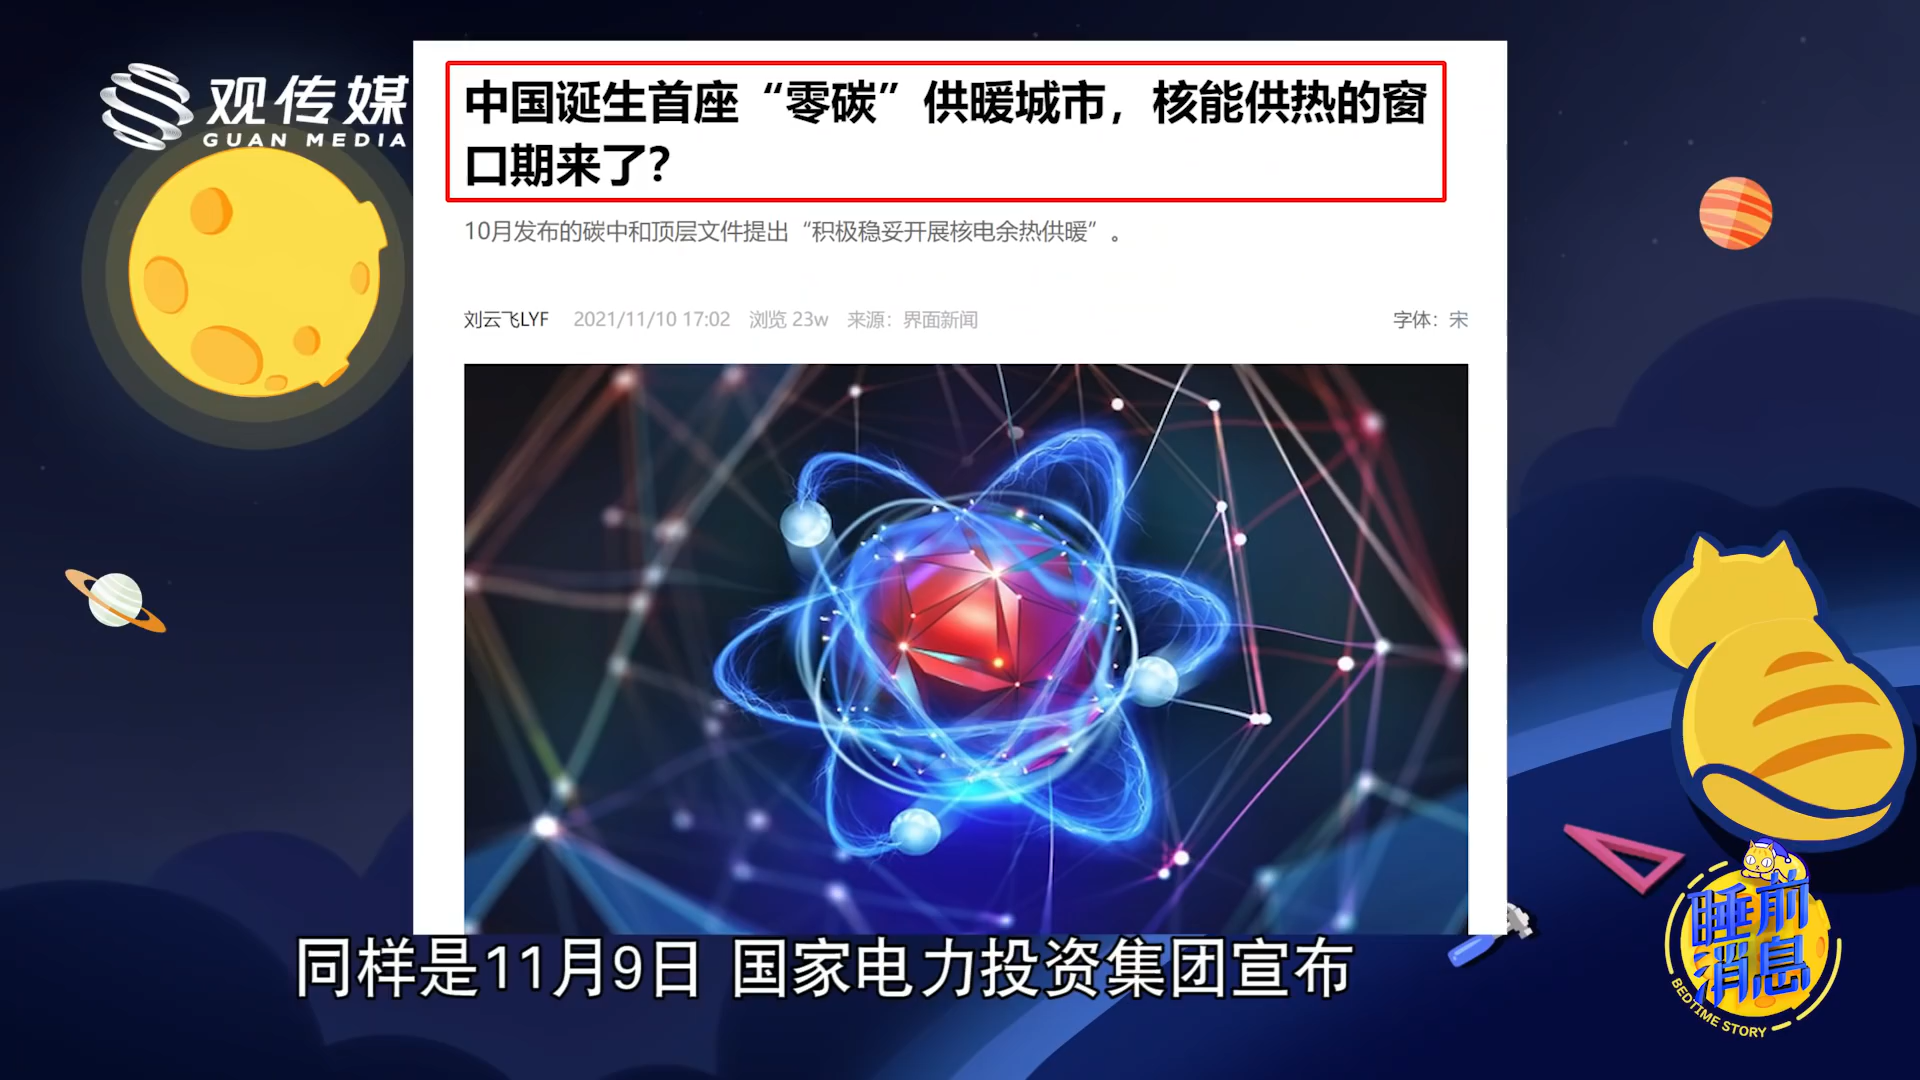 观传媒
GUAN MEDIA
中国诞生首座“零碳”供暖城市，核能供热的窗
口期来了？
10月发布的碳中和顶层文件提出“积极稳妥开展核电余热供暖”。
刘云飞LYF 2021/11/10 17:02 浏览 23w 来源：界面新闻 字体：宋
同样是11月9日 国家电力投资集团宣布
睡前
消息
BEDTIME STORY